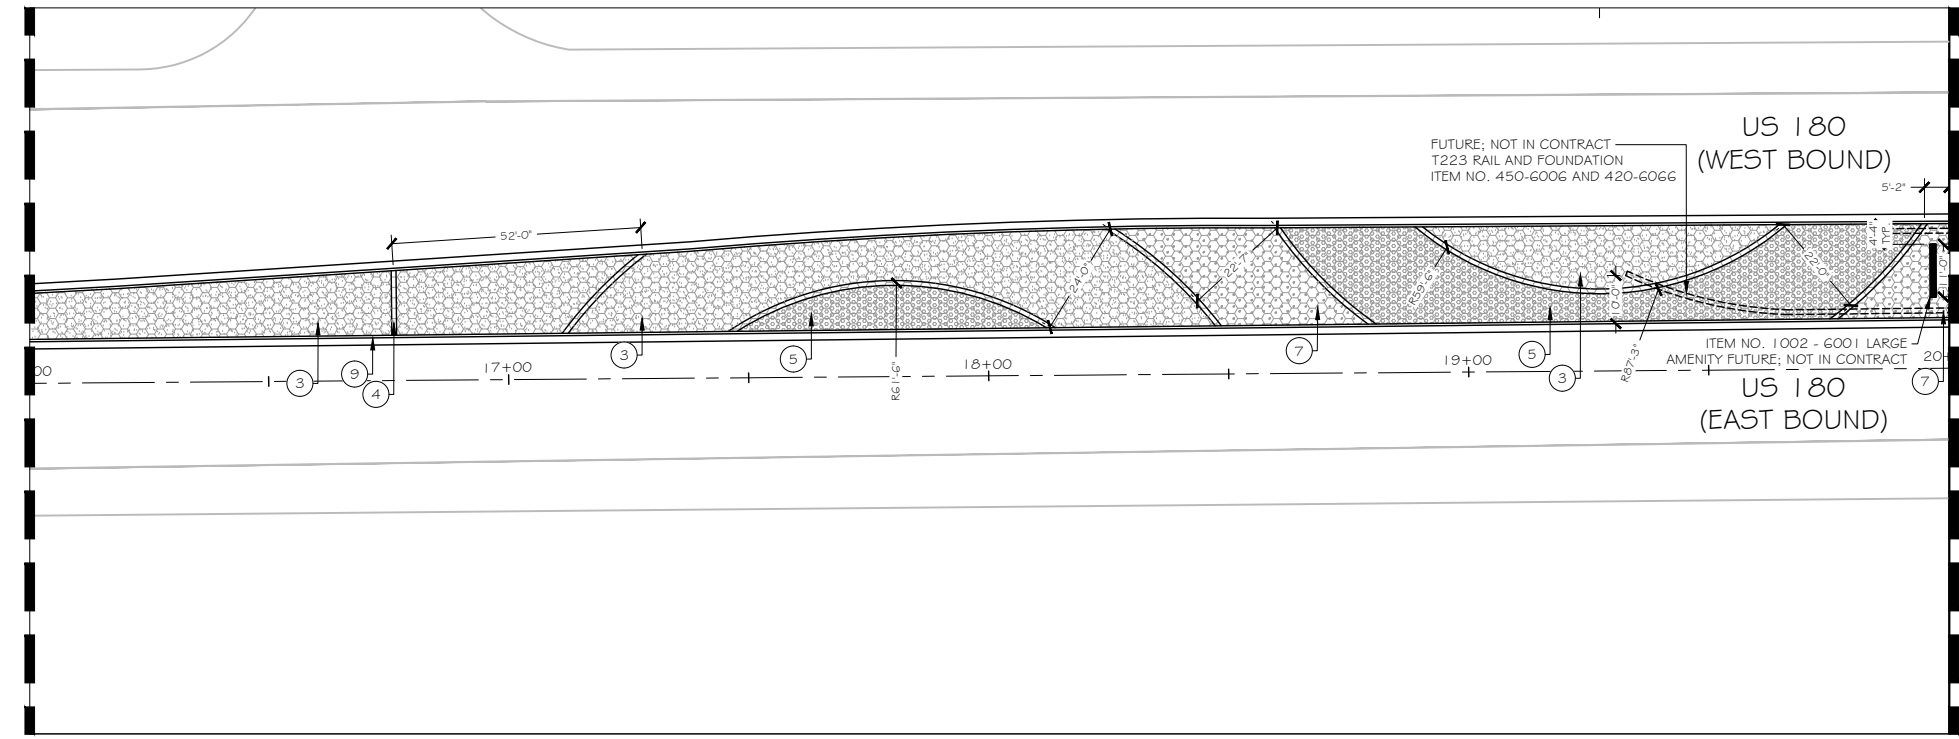 US 180
(WEST BOUND)
FUTURE; NOT IN CONTRACT
T223 RAIL AND FOUNDATION
ITEM NO. 450-6006 AND 420-6066
5'-2"
52'-0"
4'-4"
TYP.
24'-0"
22'-7"
R59'-6"
22'-0"
R61'-6"
R87'-3"
3
9
4
17+00
3
5
18+00
7
19+00
5
3
ITEM NO. 1002 - 6001 LARGE
AMENITY FUTURE; NOT IN CONTRACT
7
US 180
(EAST BOUND)